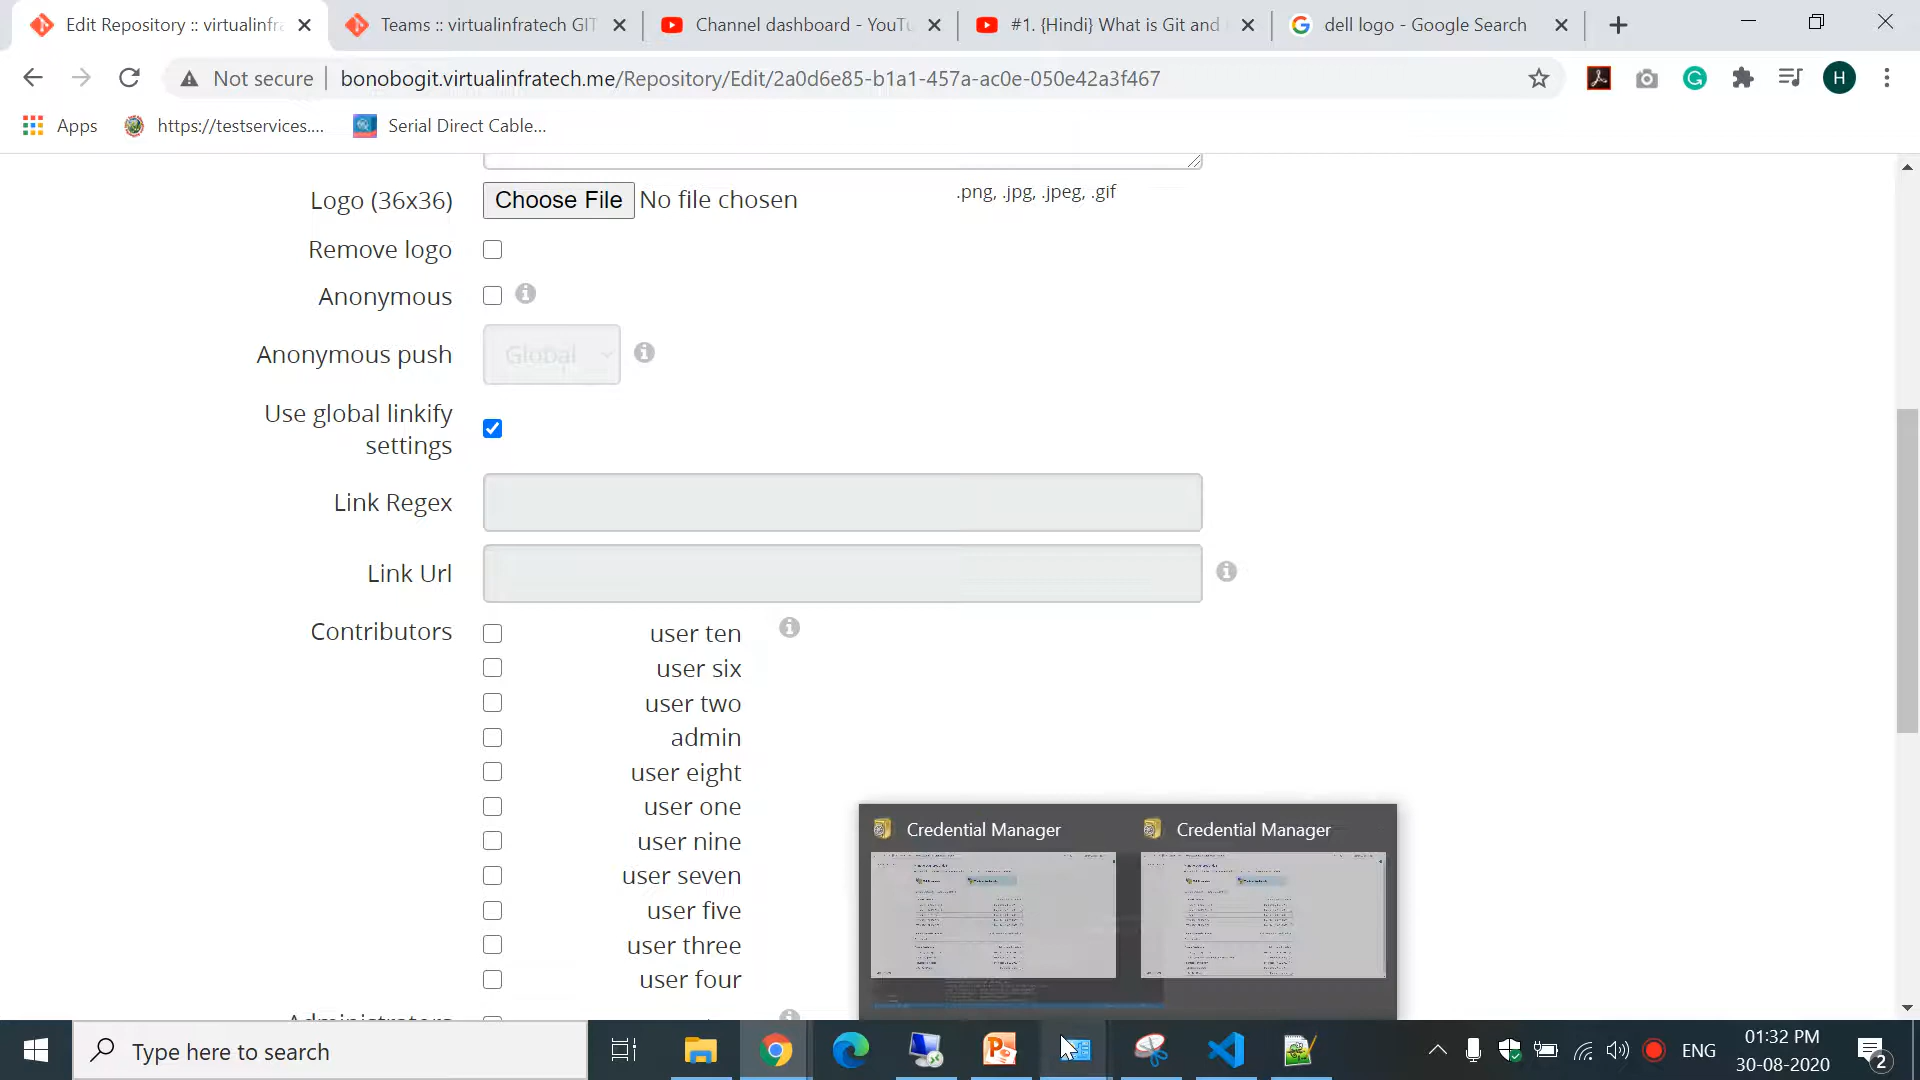 Edit Repository :: virtualinfra
Teams :: virtualinfratech GIT
Channel dashboard - YouTu
#1. {Hindi} What is Git and
dell logo - Google Search
Not secure
bonobogit.virtualinfratech.me/Repository/Edit/2a0d6e85-b1a1-457a-ac0e-050e42a3f467
H
Apps
https://testservices....
Serial Direct Cable...
Logo (36x36)
Choose File No file chosen
.png, .jpg, .jpeg, .gif
Remove logo
Anonymous
Anonymous push
Global
Use global linkify
settings
Link Regex
Link Url
Contributors
user ten
user six
user two
admin
user eight
user one
user nine
user seven
user five
user three
user four
Administrators
Credential Manager
Credential Manager
Type here to search
ENG
01:32 PM
30-08-2020
2